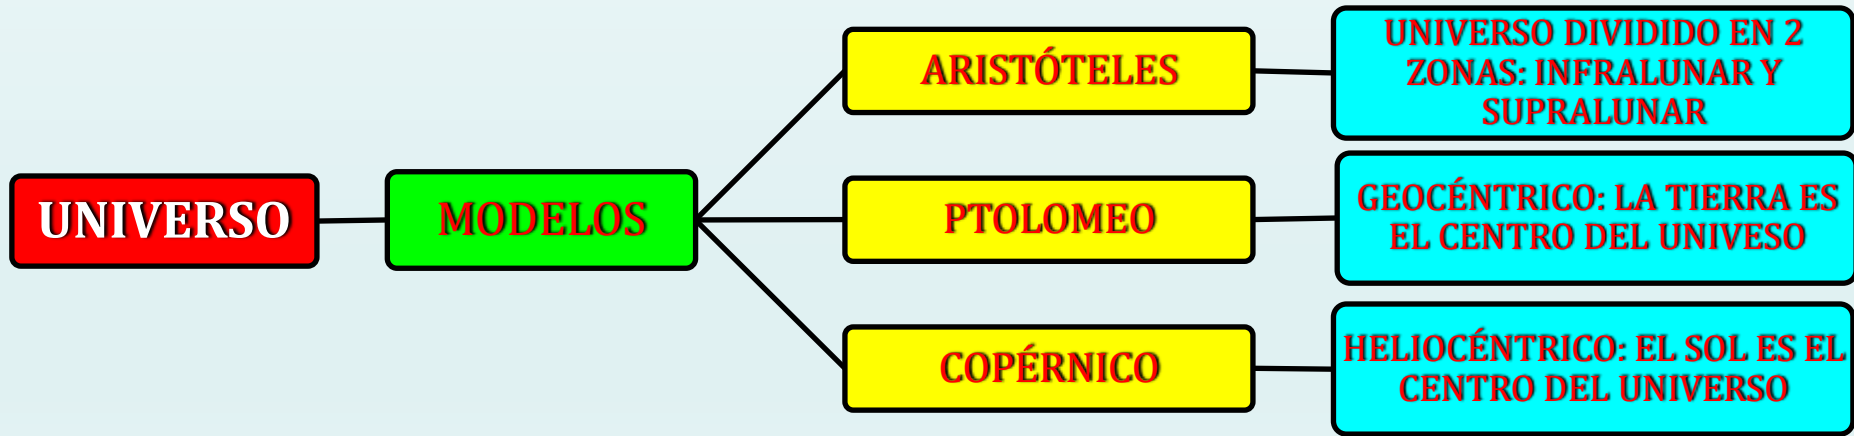 UNIVERSO
MODELOS
ARISTÓTELES
UNIVERSO DIVIDIDO EN 2
ZONAS: INFRALUNAR Y
SUPRALUNAR
PTOLOMEO
GEOCÉNTRICO: LA TIERRA ES
EL CENTRO DEL UNIVESO
COPÉRNICO
HELIOCÉNTRICO: EL SOL ES EL
CENTRO DEL UNIVERSO